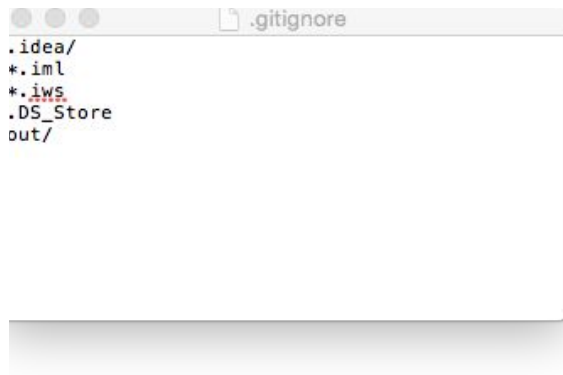 .gitignore
.idea/
*.iml
*.iws
.DS_Store
out/